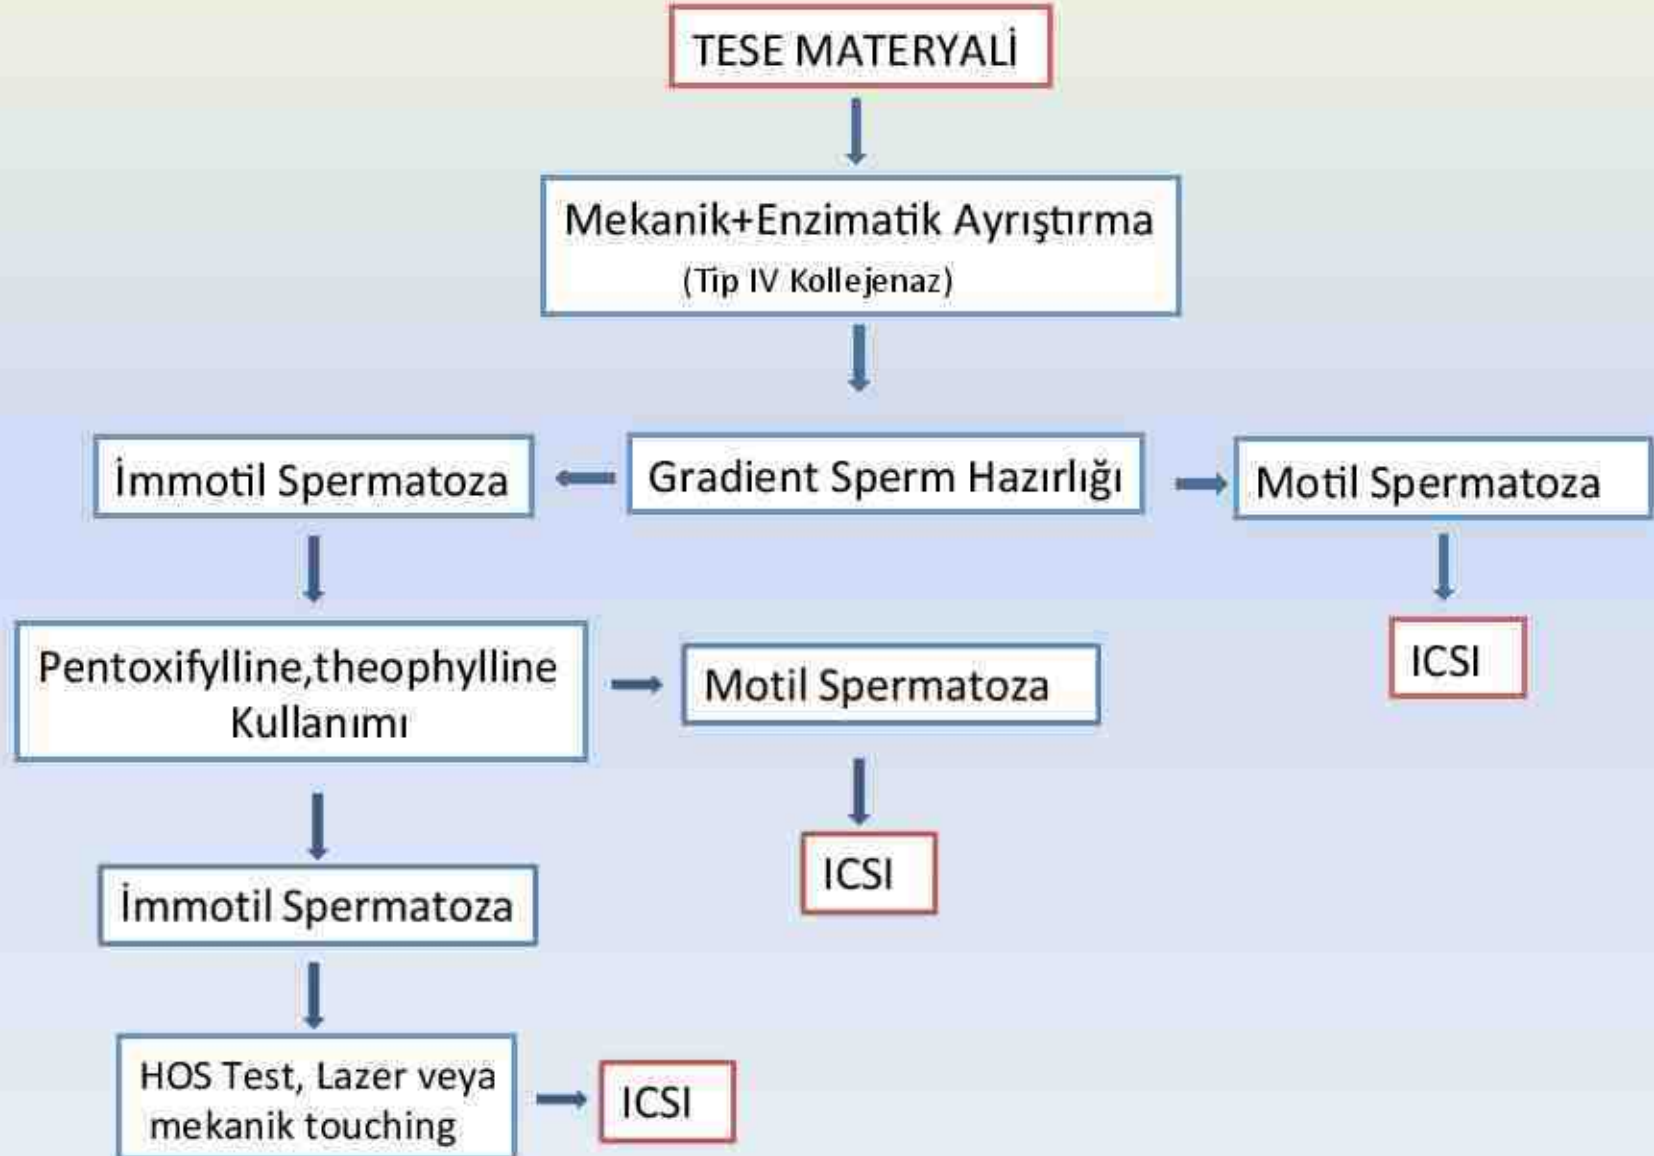 TESE MATERYALİ
Mekanik+Enzimatik Ayrıştırma
(Tip IV Kollejenaz)
İmmotil Spermatoza
Gradient Sperm Hazırlığı
Motil Spermatoza
ICSI
Pentoxifylline,theophylline
Kullanımı
Motil Spermatoza
ICSI
İmmotil Spermatoza
HOS Test, Lazer veya
mekanik touching
ICSI